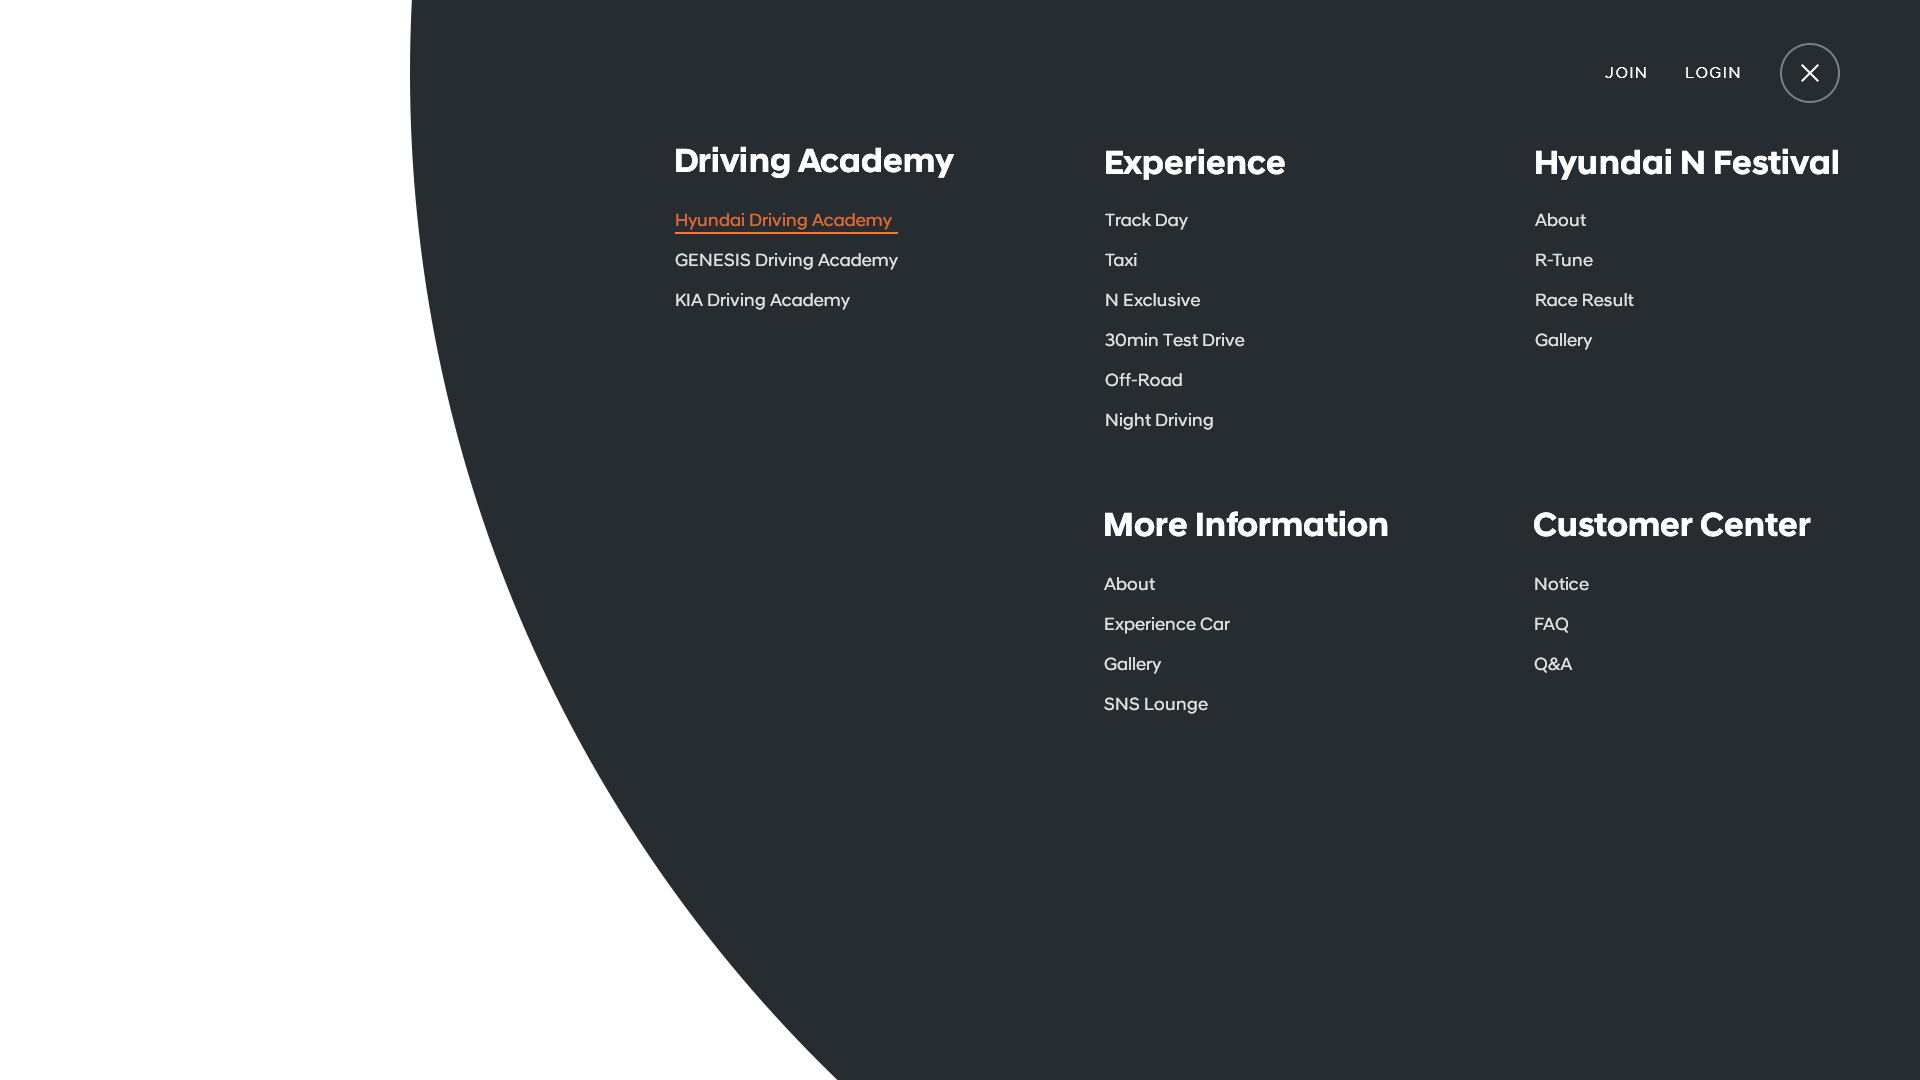 JOIN
LOGIN
Driving Academy
Hyundai Driving Academy
GENESIS Driving Academy
KIA Driving Academy
Experience
Track Day
Taxi
N Exclusive
30min Test Drive
Off-Road
Night Driving
Hyundai N Festival
About
R-Tune
Race Result
Gallery
More Information
About
Experience Car
Gallery
SNS Lounge
Customer Center
Notice
FAQ
Q&A